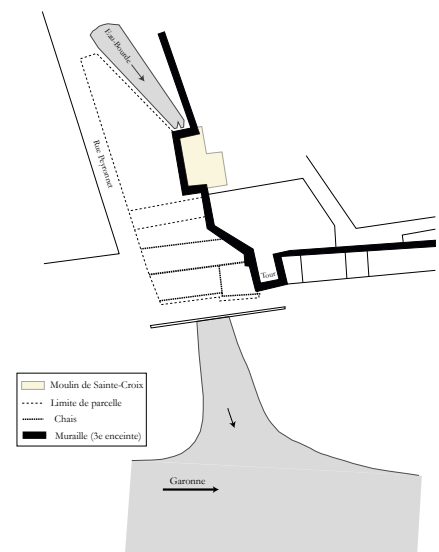 Eau-Bourde
Rue Peyronnet
Tour
Moulin de Sainte-Croix
Limite de parcelle
Chais
Muraille (3e enceinte)
Garonne